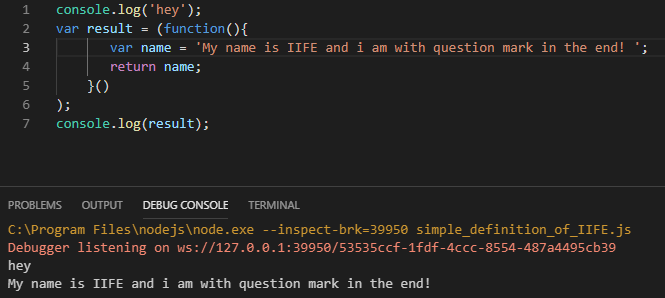 1 console.log('hey');
2 var result = (function(){
3 var name = 'My name is IIFE and i am with question mark in the end! ';
4 return name;
5 }()
6 );
7 console.log(result);
PROBLEMS OUTPUT DEBUG CONSOLE TERMINAL
C:\Program Files\nodejs\node.exe --inspect-brk=39950 simple_definition_of_IIFE.js
Debugger listening on ws://127.0.0.1:39950/53535ccf-1fdf-4ccc-8554-487a4495cb39
hey
My name is IIFE and i am with question mark in the end!